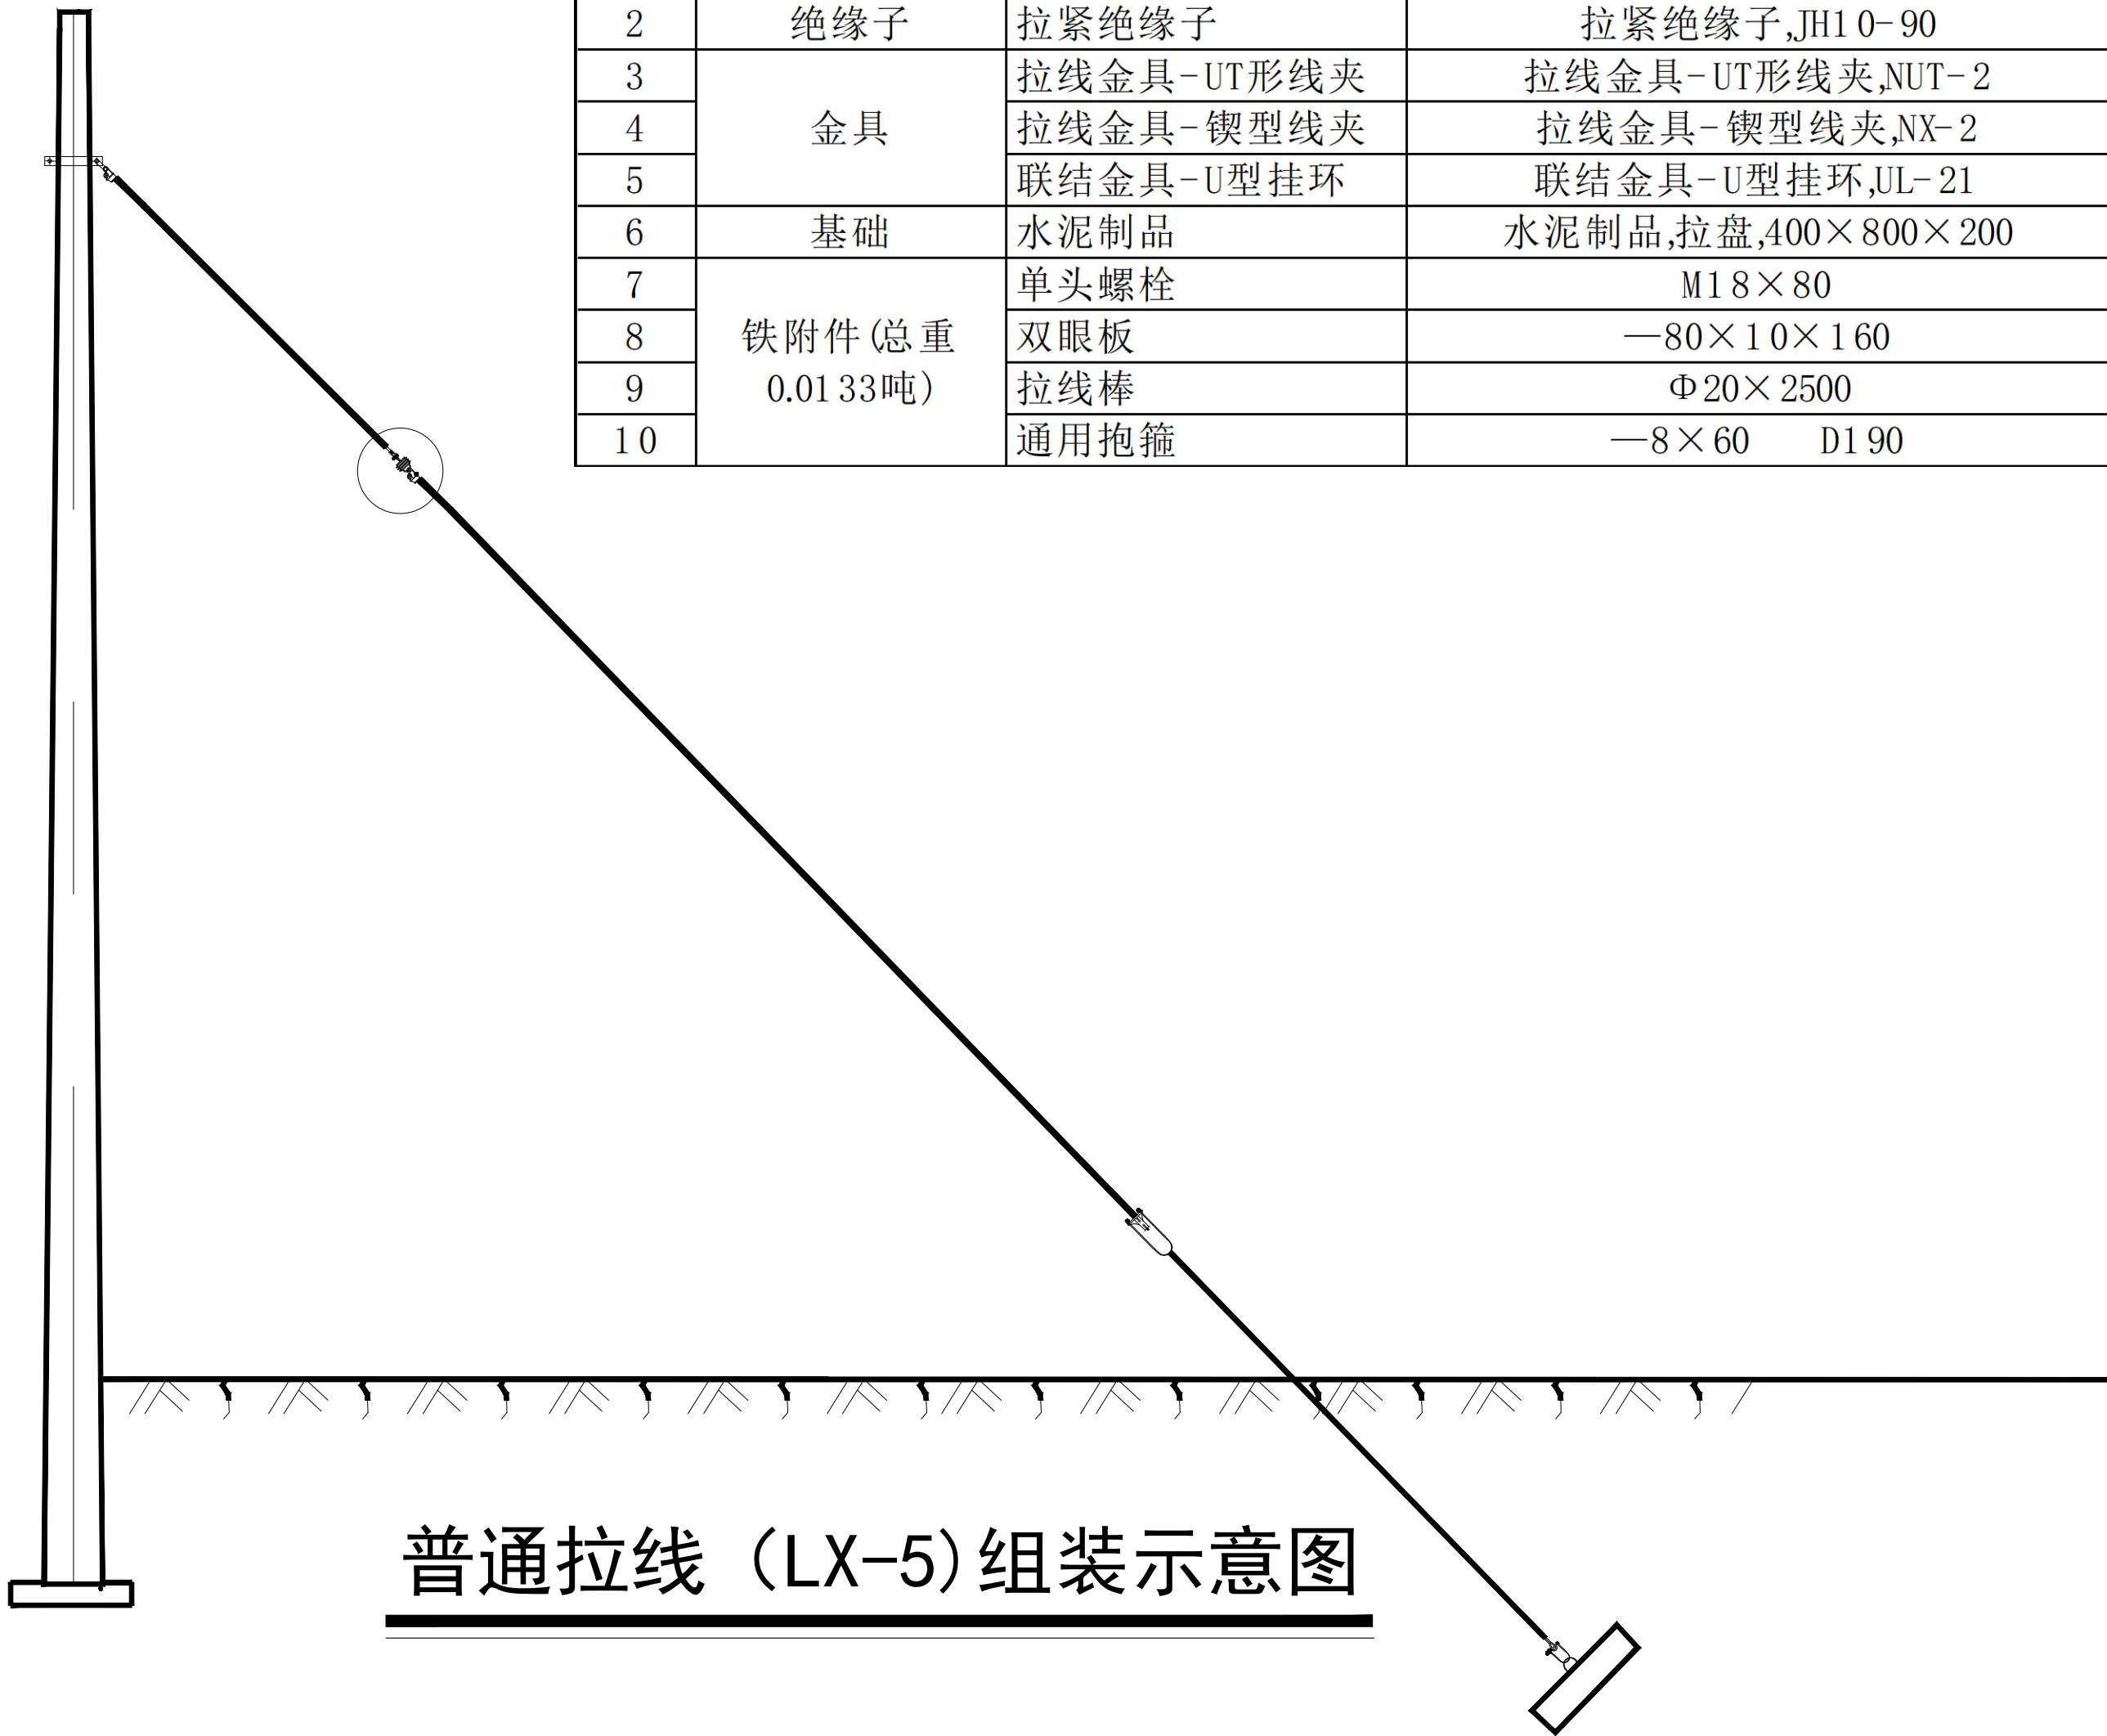 2 绝缘子 拉紧绝缘子 拉紧绝缘子,JH10-90
3 拉线金具-UT形线夹 拉线金具-UT形线夹,NUT-2
4 金具 拉线金具-锲型线夹 拉线金具-锲型线夹,NX-2
5 联结金具-U型挂环 联结金具-U型挂环,UL-21
6 基础 水泥制品 水泥制品,拉盘,400×800×200
7 单头螺栓 M18×80
8 铁附件(总重 双眼板 —80×10×160
9 0.0133吨) 拉线棒 Φ20×2500
10 通用抱箍 —8×60 D190
普通拉线（LX-5)组装示意图